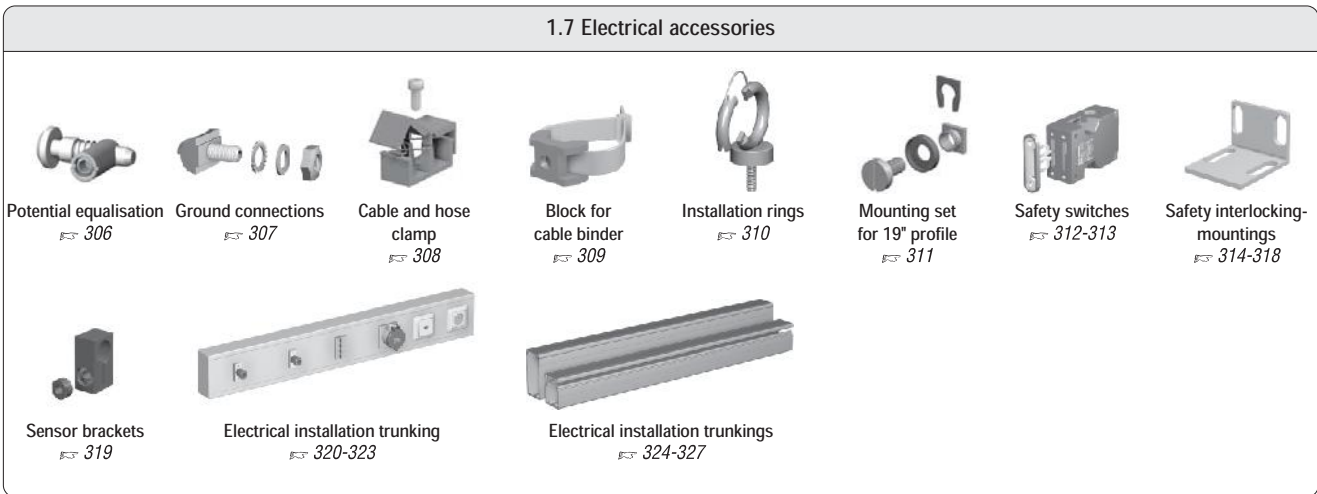 1.7 Electrical accessories
Potential equalisation
306
Ground connections
307
Cable and hose
clamp
308
Block for
cable binder
309
Installation rings
310
Mounting set
for 19" profile
311
Safety switches
312-313
Safety interlocking-
mountings
314-318
Sensor brackets
319
Electrical installation trunking
320-323
Electrical installation trunkings
324-327